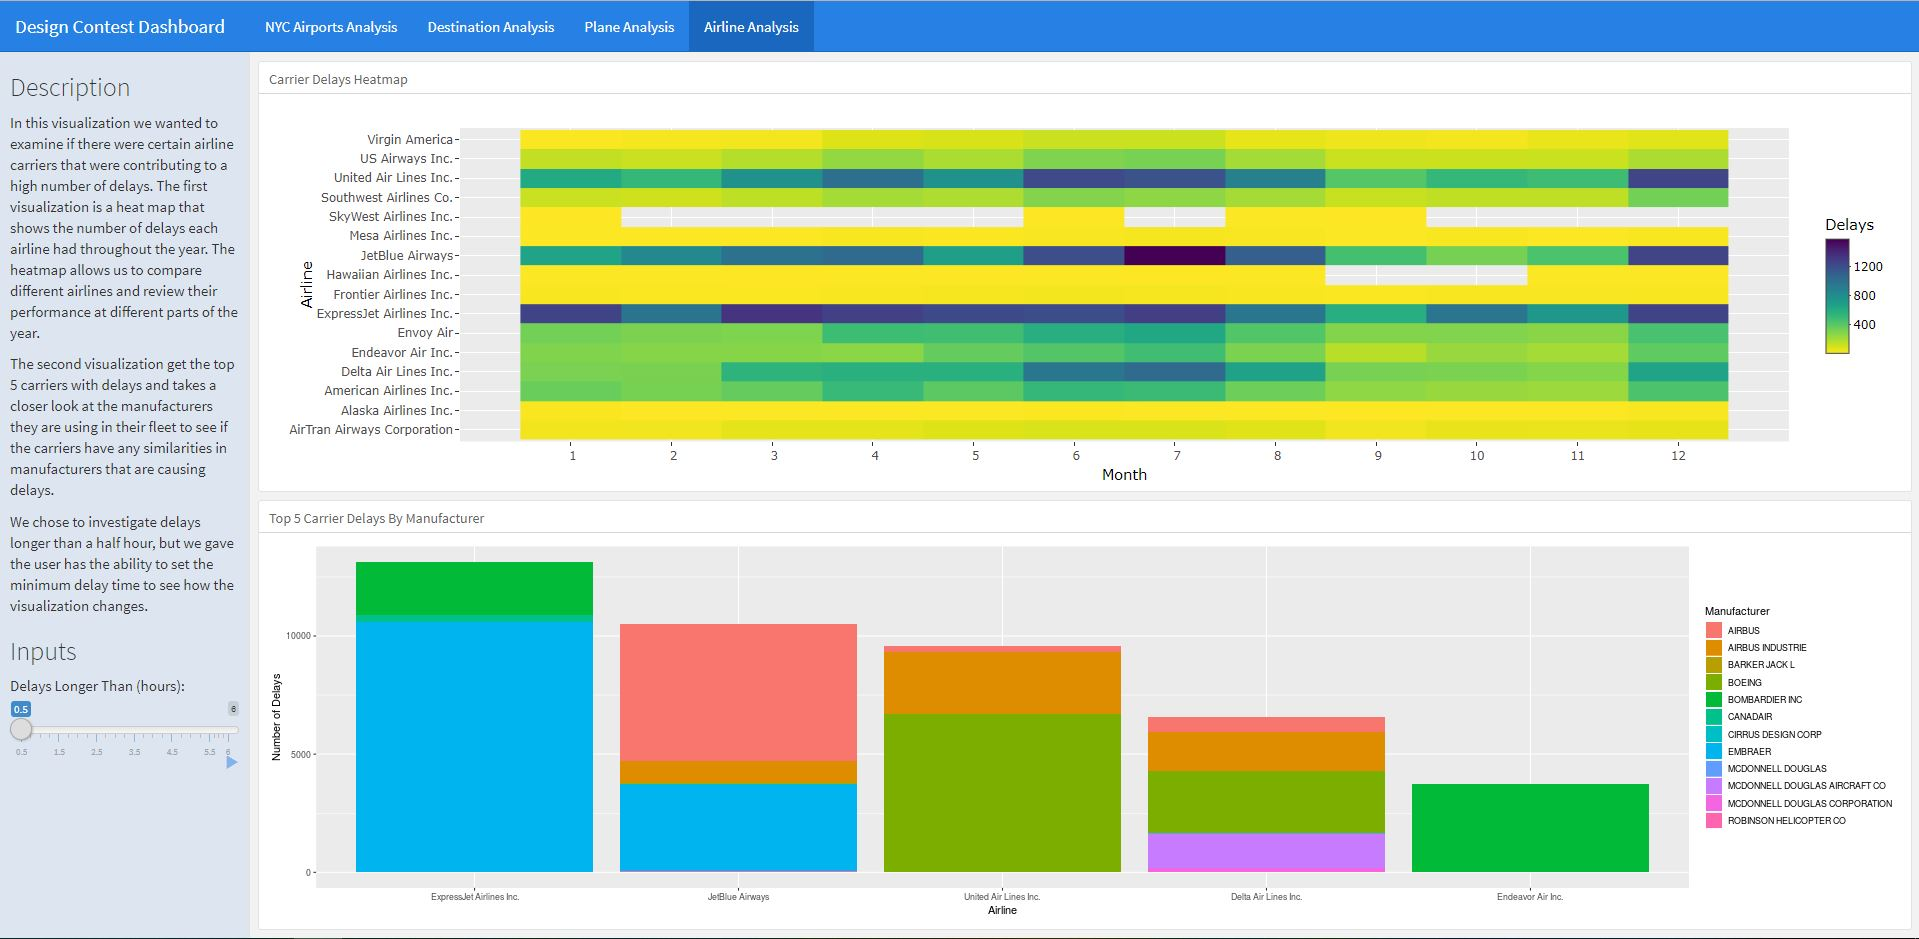 Design Contest Dashboard
NYC Airports Analysis
Destination Analysis
Plane Analysis
Airline Analysis
Description
In this visualization we wanted to
examine if there were certain airline
carriers that were contributing to a
high number of delays. The first
visualization is a heat map that
shows the number of delays each
airline had throughout the year. The
heatmap allows us to compare
different airlines and review their
performance at different parts of the
year.
The second visualization get the top
5 carriers with delays and takes a
closer look at the manufacturers
they are using in their fleet to see if
the carriers have any similarities in
manufacturers that are causing
delays.
We chose to investigate delays
longer than a half hour, but we gave
the user has the ability to set the
minimum delay time to see how the
visualization changes.
Inputs
Delays Longer Than (hours):
0.5
6
0.5 1.5 2.5 3.5 4.5 5.5 6
Carrier Delays Heatmap
Airline
Virgin America
US Airways Inc.
United Air Lines Inc.
Southwest Airlines Co.
SkyWest Airlines Inc.
Mesa Airlines Inc.
JetBlue Airways
Hawaiian Airlines Inc.
Frontier Airlines Inc.
ExpressJet Airlines Inc.
Envoy Air
Endeavor Air Inc.
Delta Air Lines Inc.
American Airlines Inc.
Alaska Airlines Inc.
AirTran Airways Corporation
1 2 3 4 5 6 7 8 9 10 11 12
Month
Delays
1200
800
400
Top 5 Carrier Delays By Manufacturer
Number of Delays
10000
5000
0
ExpressJet Airlines Inc.
JetBlue Airways
United Air Lines Inc.
Delta Air Lines Inc.
Endeavor Air Inc.
Airline
Manufacturer
AIRBUS
AIRBUS INDUSTRIE
BARKER JACK L
BOEING
BOMBARDIER INC
CANADAIR
CIRRUS DESIGN CORP
EMBRAER
MCDONNELL DOUGLAS
MCDONNELL DOUGLAS AIRCRAFT CO
MCDONNELL DOUGLAS CORPORATION
ROBINSON HELICOPTER CO